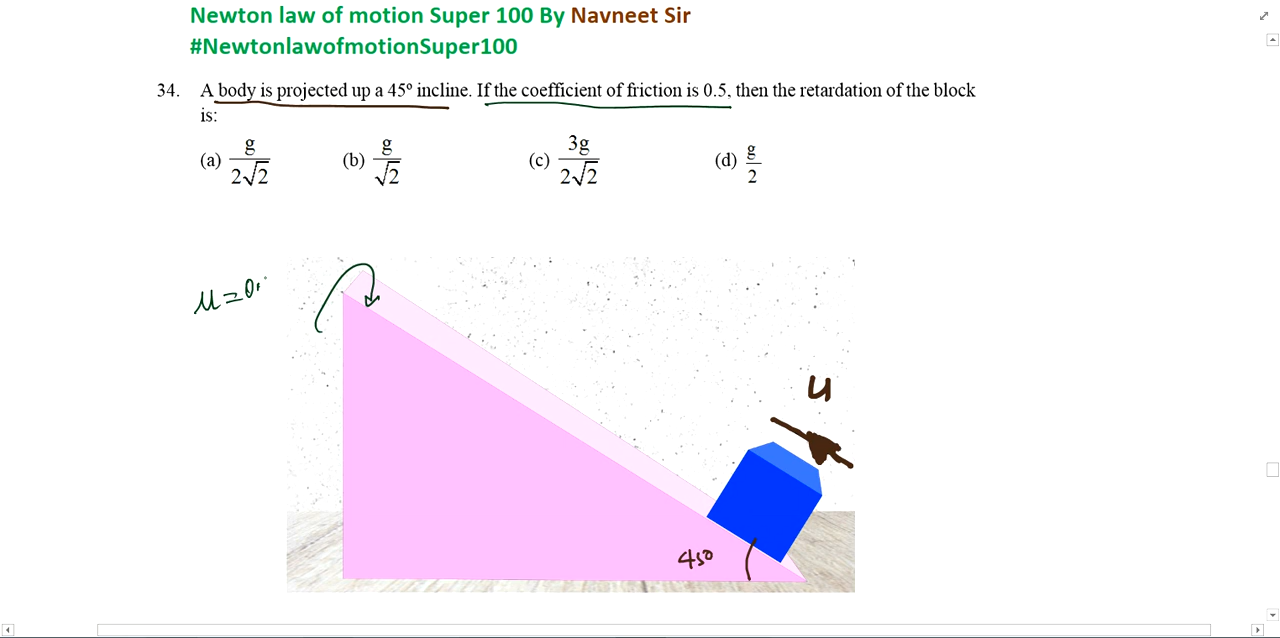 Newton law of motion Super 100 By Navneet Sir
#NewtonlawofmotionSuper100
34. A body is projected up a 45º incline. If the coefficient of friction is 0.5, then the retardation of the block
is:
(a) g/2√2 (b) g/√2 (c) 3g/2√2 (d) g/2
μ=0.
u
45º